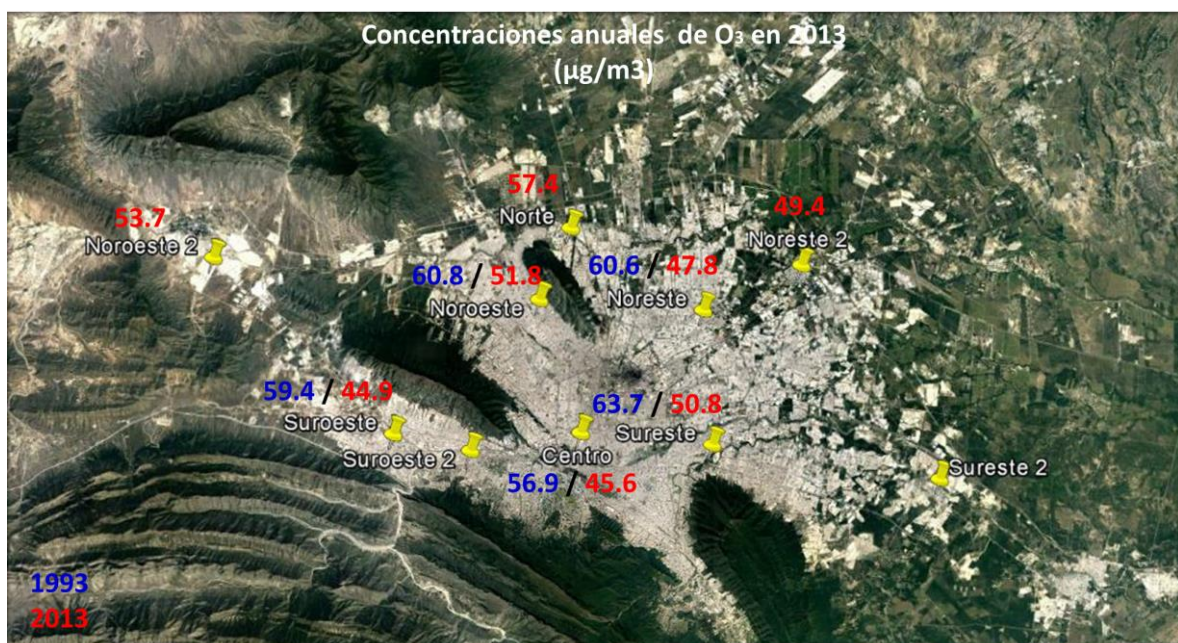 Concentraciones anuales de O₃ en 2013
(µg/m3)
57.4
Norte
53.7
Noroeste 2
49.4
Noreste 2
60.8 / 51.8
Noroeste
60.6 / 47.8
Noreste
59.4 / 44.9
Suroeste
63.7 / 50.8
Sureste
Suroeste 2
Centro
56.9 / 45.6
Sureste 2
1993
2013